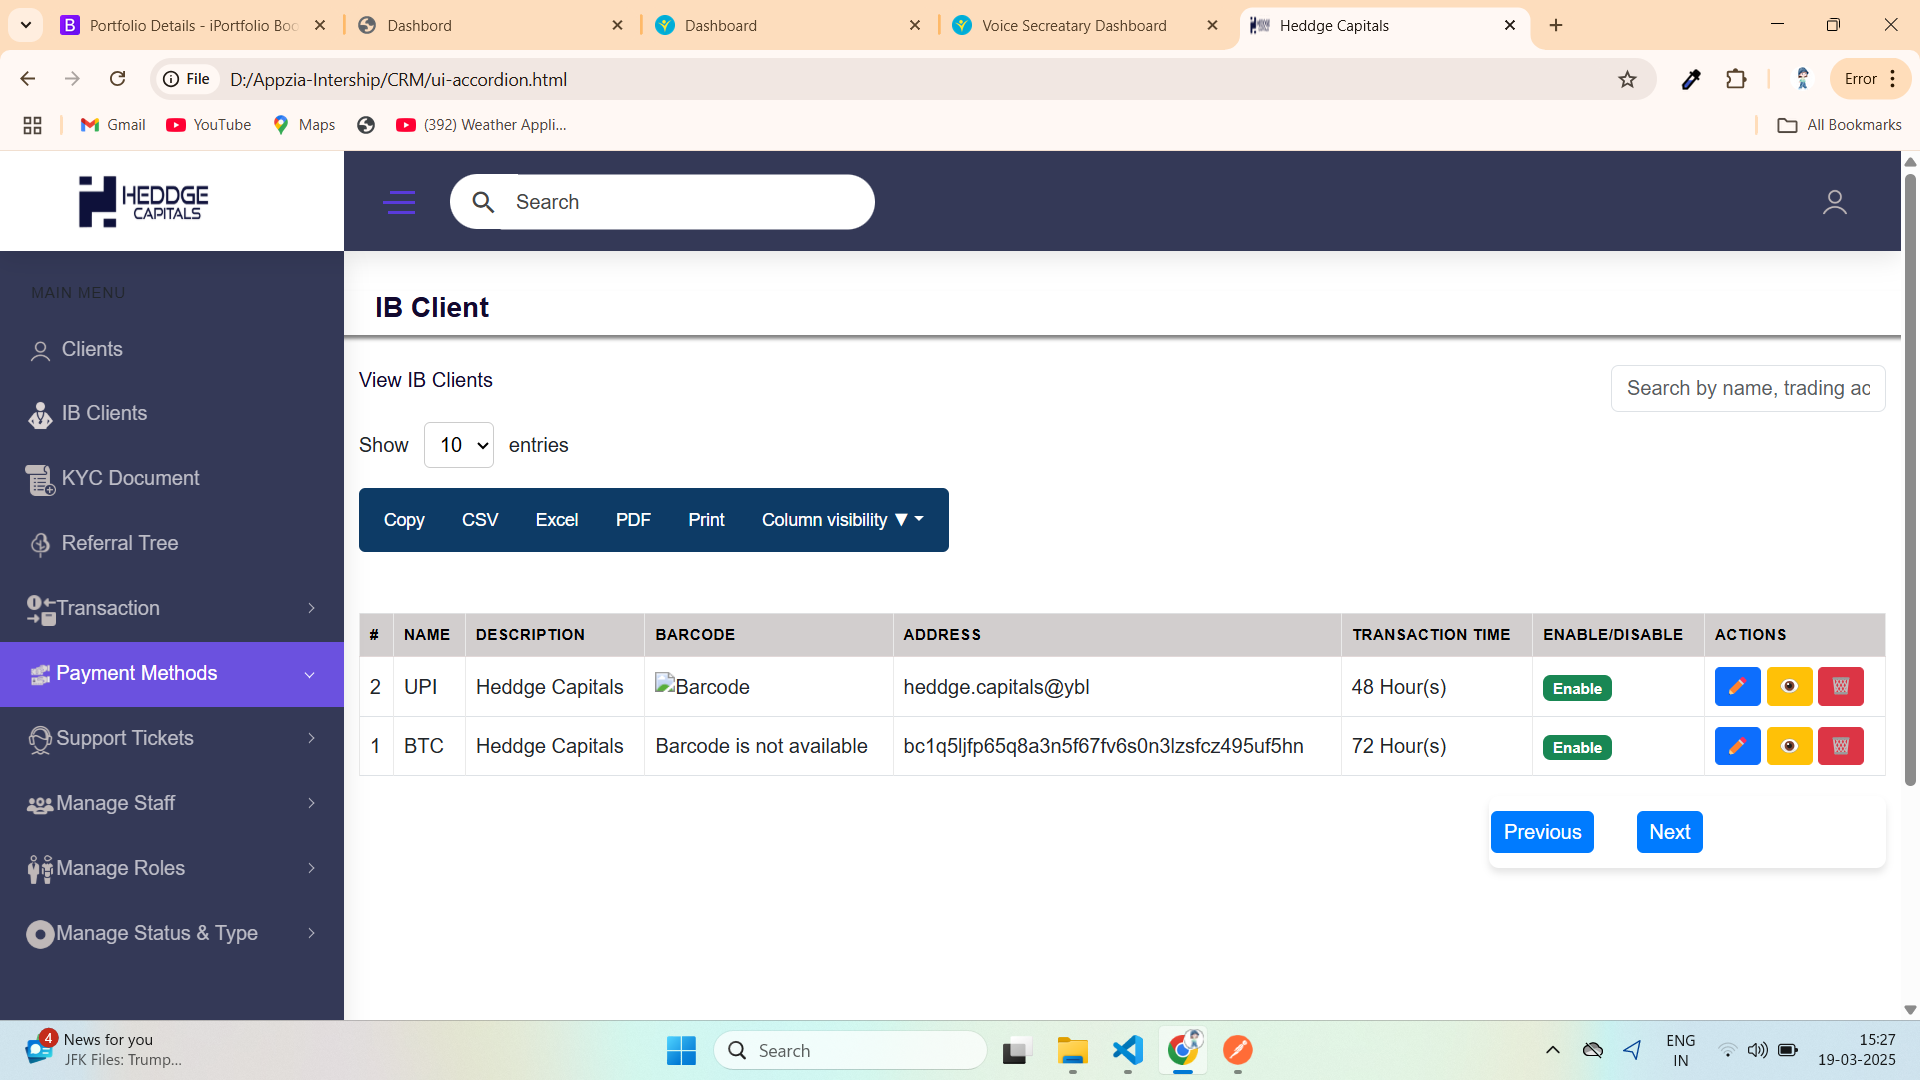 Portfolio Details - iPortfolio Boo
Dashbord
Dashboard
Voice Secreatary Dashboard
Heddge Capitals
File
D:/Appzia-Intership/CRM/ui-accordion.html
Error
Gmail
YouTube
Maps
(392) Weather Appli...
All Bookmarks
HEDDGE
CAPITALS
Search
MAIN MENU
Clients
IB Clients
KYC Document
Referral Tree
Transaction
Payment Methods
Support Tickets
Manage Staff
Manage Roles
Manage Status & Type
IB Client
View IB Clients
Search by name, trading ac
Show 10 entries
Copy CSV Excel PDF Print Column visibility ▼
# NAME DESCRIPTION BARCODE ADDRESS TRANSACTION TIME ENABLE/DISABLE ACTIONS
2 UPI Heddge Capitals Barcode heddge.capitals@ybl 48 Hour(s) Enable
1 BTC Heddge Capitals Barcode is not available bc1q5ljfp65q8a3n5f67fv6s0n3lzsfcz495uf5hn 72 Hour(s) Enable
Previous Next
4
News for you
JFK Files: Trump...
Search
ENG
IN
15:27
19-03-2025